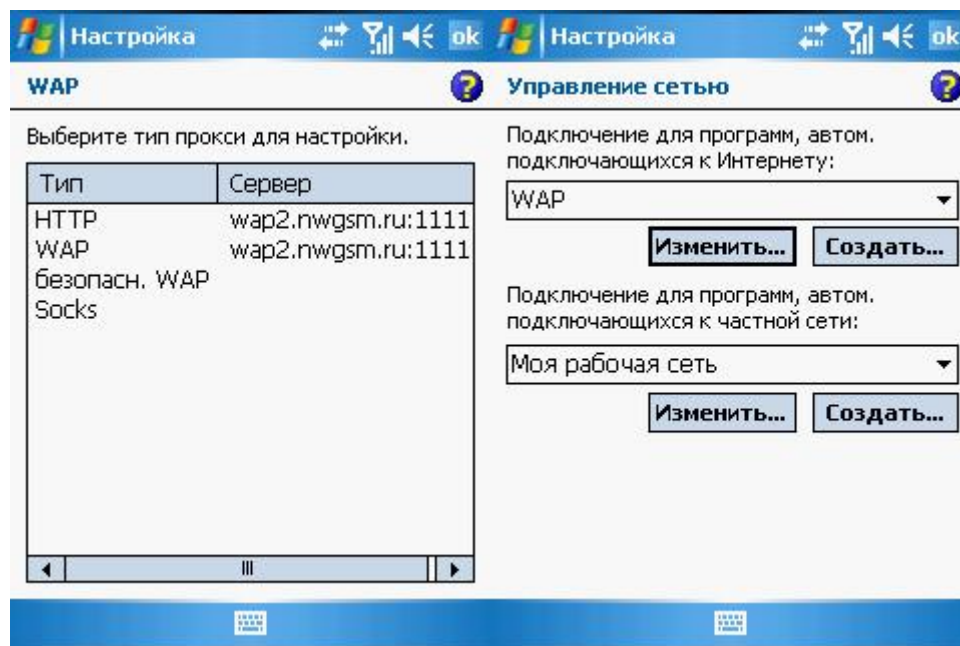 Настройка
ok
WAP
Выберите тип прокси для настройки.
Тип Сервер
HTTP wap2.nwgsm.ru:1111
WAP wap2.nwgsm.ru:1111
безопасн. WAP
Socks
Настройка
ok
Управление сетью
Подключение для программ, автом.
подключающихся к Интернету:
WAP
Изменить... Создать...
Подключение для программ, автом.
подключающихся к частной сети:
Моя рабочая сеть
Изменить... Создать...